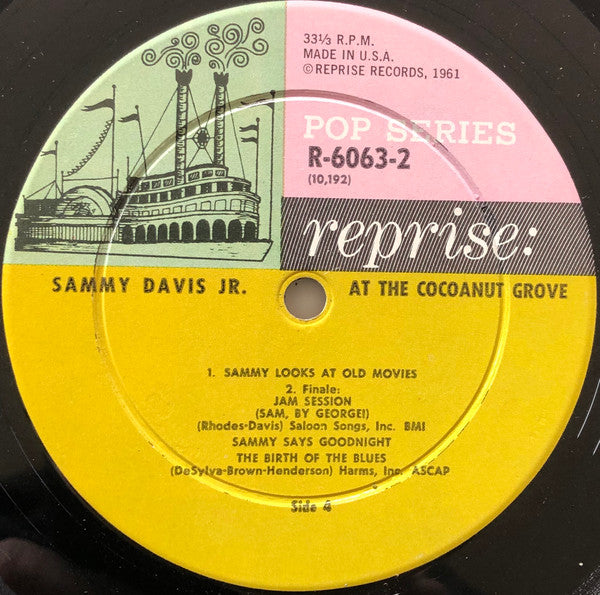 33⅓ R.P.M.
MADE IN U.S.A.
©REPRISE RECORDS, 1961
POP SERIES
R-6063-2
(10,192)
reprise:
SAMMY DAVIS JR. AT THE COCOANUT GROVE
1. SAMMY LOOKS AT OLD MOVIES
2. Finale:
JAM SESSION
(SAM, BY GEORGE!)
(Rhodes-Davis) Saloon Songs, Inc. BMI
SAMMY SAYS GOODNIGHT
THE BIRTH OF THE BLUES
(DeSylva-Brown-Henderson) Harms, Inc. ASCAP
Side 4